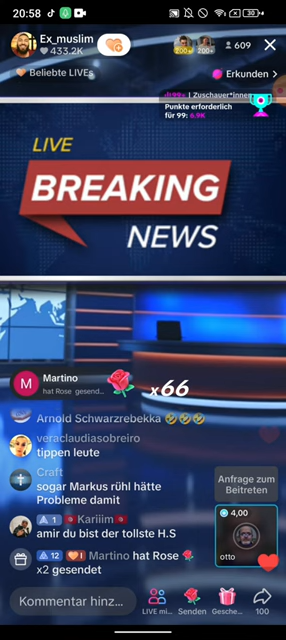 20:58
30
Ex_muslim
433.2K
200+
200+
609
Beliebte LIVEs
Erkunden >
Zuschauer*innen
Punkte erforderlich
für 99: 6.9K
LIVE
BREAKING
NEWS
M
Martino
hat Rose gesend...
x66
Arnold Schwarzrebekka 🤣🤣🤣
veraclaudiasobreiro
tippen leute
Craft
sogar Markus rühl hätte
Probleme damit
1 Kariiim
amir du bist der tollste H.S
12 I Martino hat Rose
x2 gesendet
Anfrage zum
Beitreten
4,00
otto
Kommentar hinz...
LIVE mi...
Senden
Gesche...
100